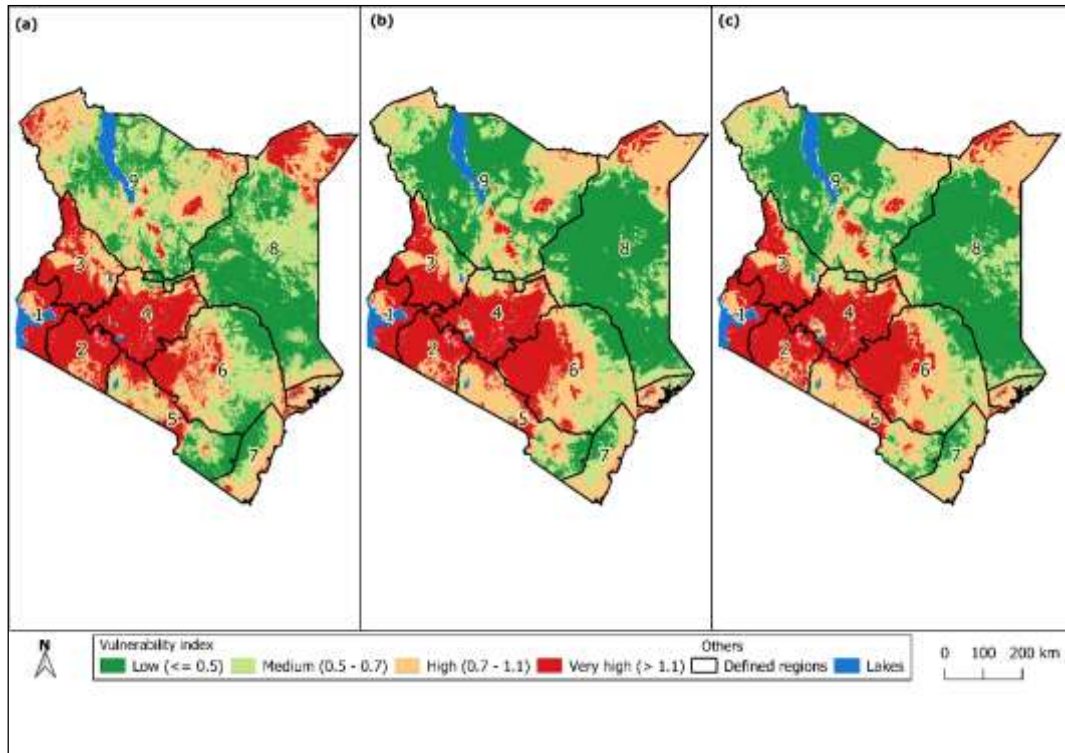 (a) (b) (c)
9 9 9
8 8 8
3 3 3
1 4 1 4 1 4
2 2 2
6 6 6
5 5 5
7 7 7
N
Vulnerability index Others
Low (<= 0.5) Medium (0.5 - 0.7) High (0.7 - 1.1) Very high (> 1.1) Defined regions Lakes
0 100 200 km